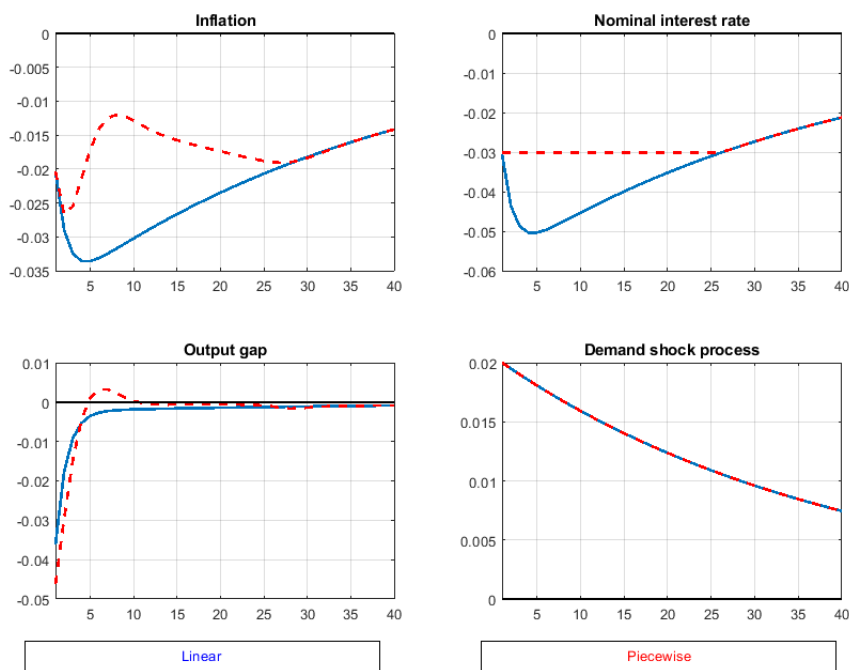 Inflation
0
-0.005
-0.01
-0.015
-0.02
-0.025
-0.03
-0.035
5 10 15 20 25 30 35 40
Nominal interest rate
0
-0.01
-0.02
-0.03
-0.04
-0.05
-0.06
5 10 15 20 25 30 35 40
Output gap
0.01
0
-0.01
-0.02
-0.03
-0.04
-0.05
5 10 15 20 25 30 35 40
Demand shock process
0.02
0.015
0.01
0.005
0
5 10 15 20 25 30 35 40
Linear
Piecewise